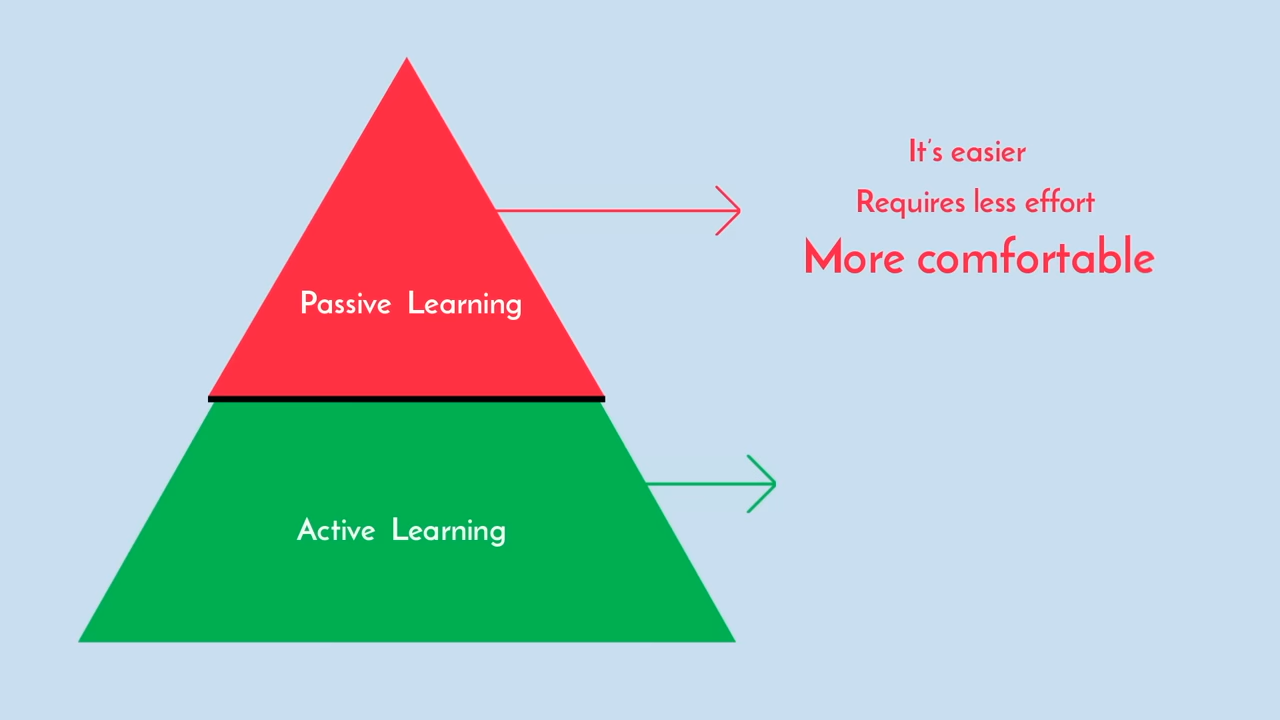 It's easier
Requires less effort
More comfortable
Passive Learning
Active Learning